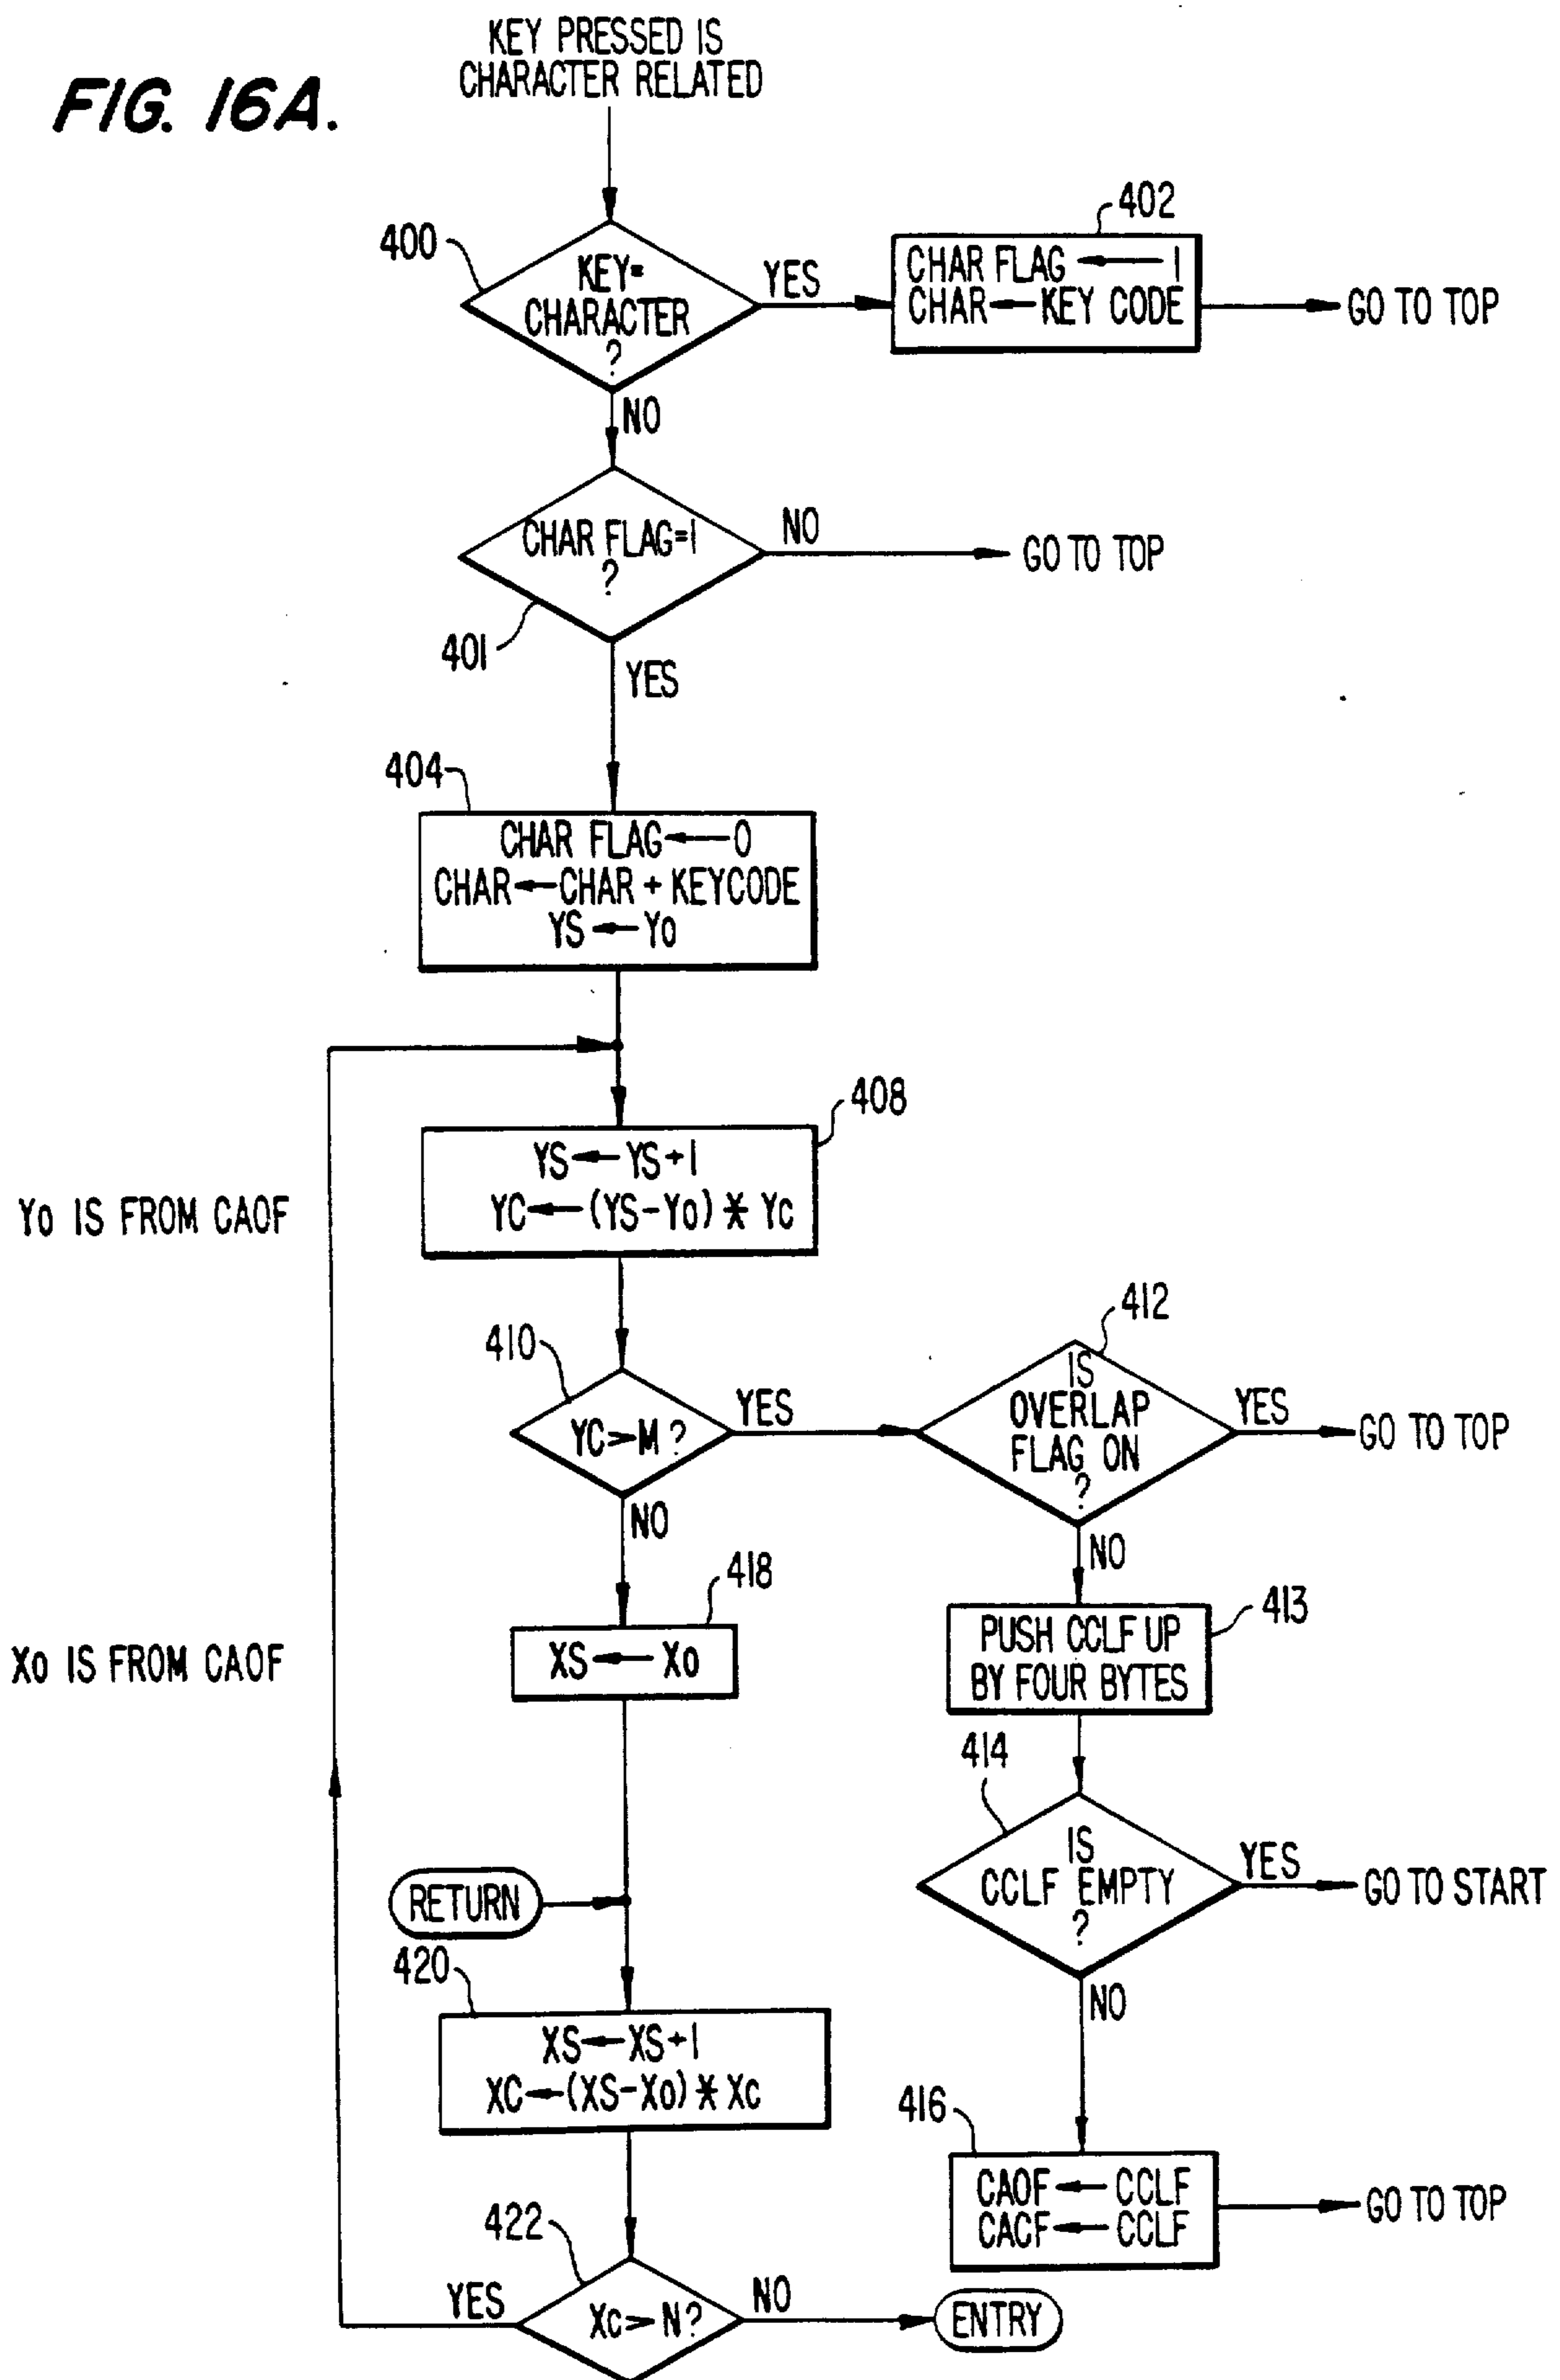 FIG. 16A.
KEY PRESSED IS
CHARACTER RELATED
400
KEY=
CHARACTER
?
YES
402
CHAR FLAG ← 1
CHAR ← KEY CODE
GO TO TOP
NO
CHAR FLAG=1
?
NO
GO TO TOP
401
YES
404
CHAR FLAG ← 0
CHAR ← CHAR + KEYCODE
YS ← Yo
408
YS ← YS+1
YC ← (YS-Yo) * Yc
Yo IS FROM CAOF
410
YC>M?
YES
412
IS
OVERLAP
FLAG ON
?
YES
GO TO TOP
NO
NO
418
XS ← Xo
413
PUSH CCLF UP
BY FOUR BYTES
Xo IS FROM CAOF
414
IS
CCLF EMPTY
?
YES
GO TO START
RETURN
NO
420
XS ← XS+1
XC ← (XS-Xo) * Xc
416
CAOF ← CCLF
CACF ← CCLF
GO TO TOP
422
Xc>N?
YES
NO
ENTRY